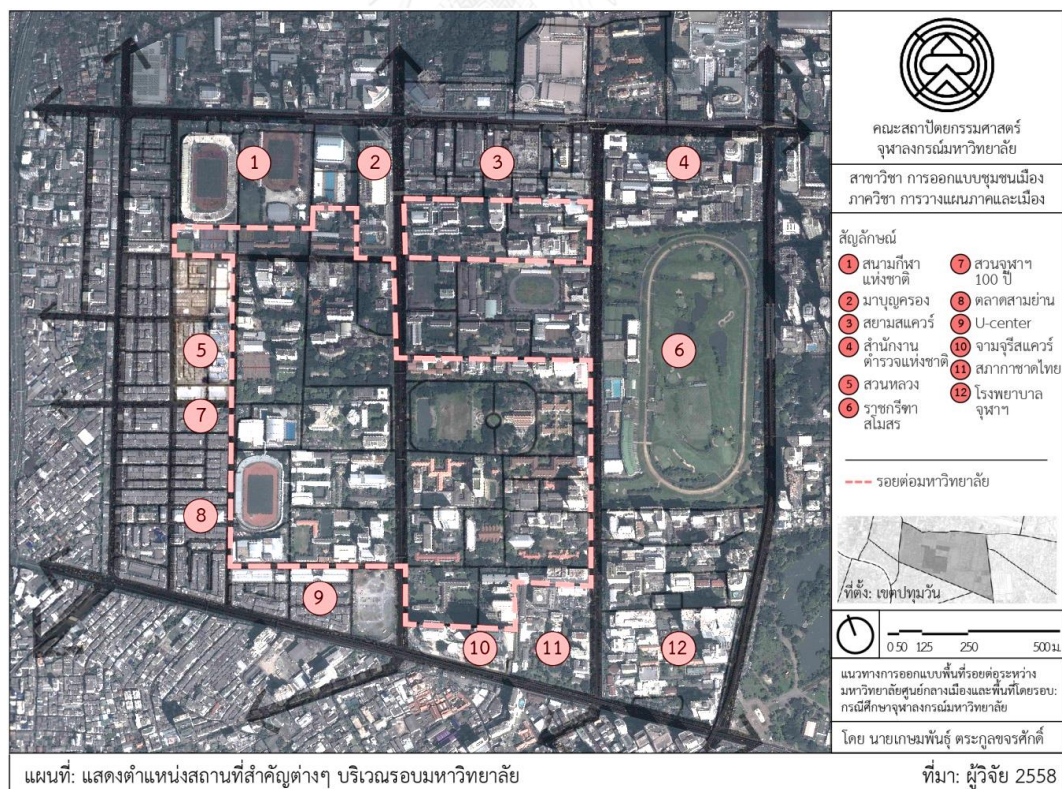 1
2
3
4
5
6
7
8
9
10
11
12
คณะสถาปัตยกรรมศาสตร์
จุฬาลงกรณ์มหาวิทยาลัย
สาขาวิชา การออกแบบชุมชนเมือง
ภาควิชา การวางแผนภาคและเมือง
สัญลักษณ์
1 สนามกีฬา
แห่งชาติ
2 มาบุญครอง
3 สยามสแควร์
4 สำนักงาน
ตำรวจแห่งชาติ
5 สวนหลวง
6 ราชกรีฑา
สโมสร
7 สวนจุฬาฯ
100 ปี
8 ตลาดสามย่าน
9 U-center
10 จามจุรีสแควร์
11 สภากาชาดไทย
12 โรงพยาบาล
จุฬาฯ
รอยต่อมหาวิทยาลัย
ที่ตั้ง: เขตปทุมวัน
0 50 125 250 500 ม.
แนวทางการออกแบบพื้นที่รอยต่อระหว่าง
มหาวิทยาลัยศูนย์กลางเมืองและพื้นที่โดยรอบ:
กรณีศึกษาจุฬาลงกรณ์มหาวิทยาลัย
โดย นายเกษมพันธุ์ ตระกูลขจรศักดิ์
แผนที่: แสดงตำแหน่งสถานที่สำคัญต่างๆ บริเวณรอบมหาวิทยาลัย
ที่มา: ผู้วิจัย 2558